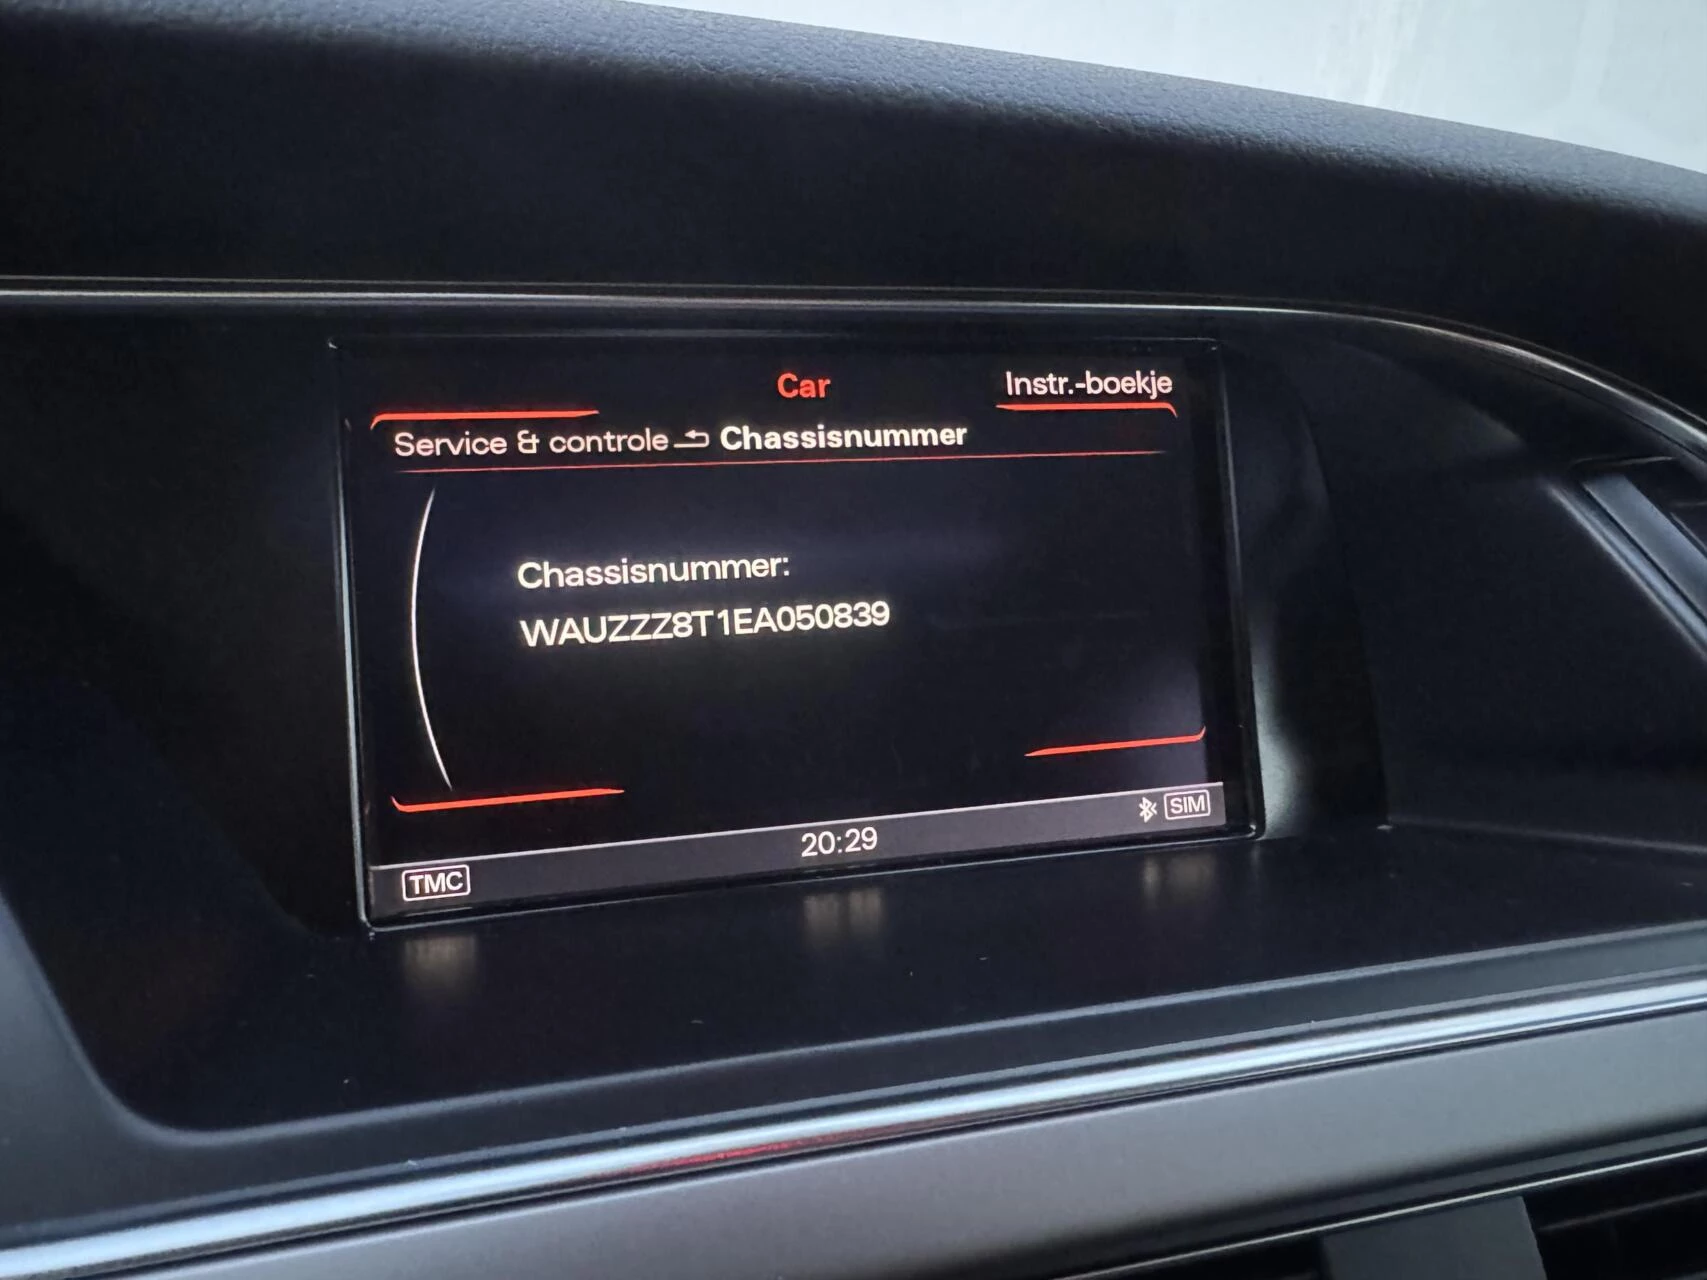 Car
Instr.-boekje
Service & controle Chassisnummer
Chassisnummer:
WAUZZZ8T1EA050839
20:29
SIM
TMC